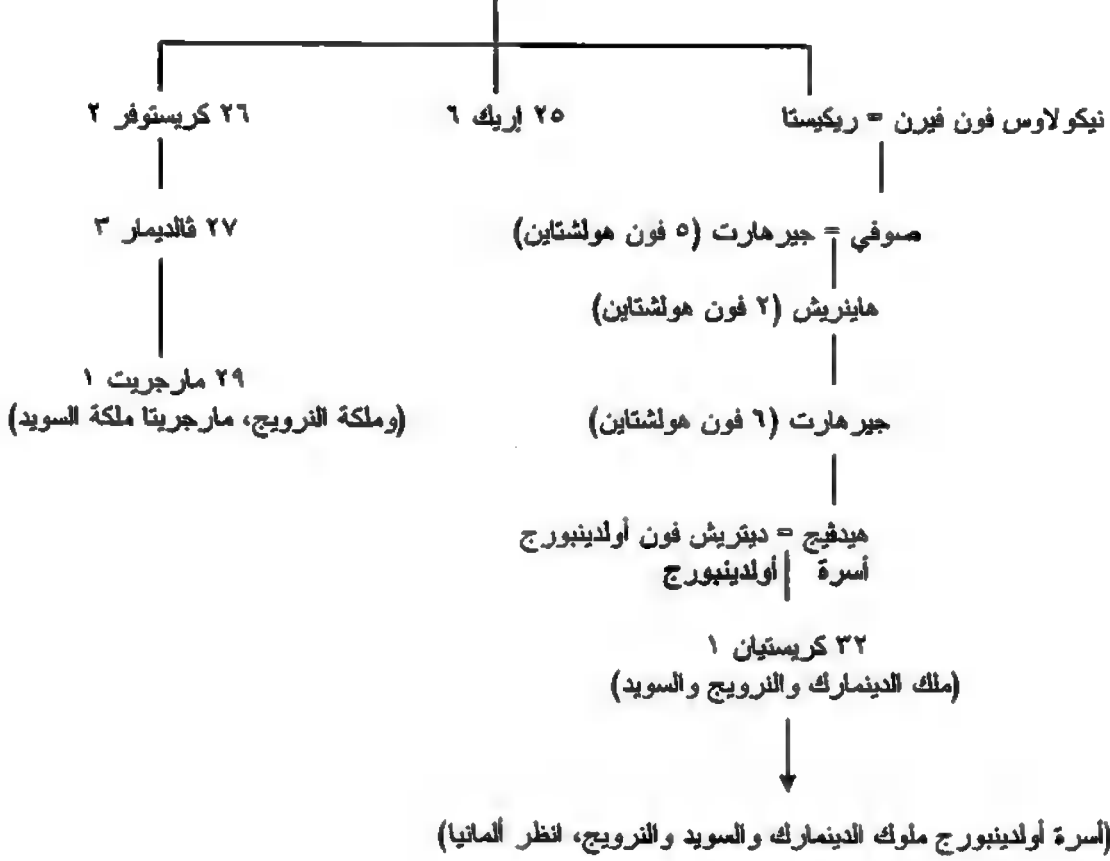 نيكولاوس فون فيرن = ريكيستا
٢٥ إريك ٦
٢٦ كريستوفر ٢
صوفي = جيرهارت (٥ فون هولشتاين)
٢٧ ڤالديمار ٣
هاينريش (٢ فون هولشتاين)
٢٩ مارجريت ١
(وملكة النرويج، مارجريتا ملكة السويد)
جيرهارت (٦ فون هولشتاين)
هيدڤيج = ديتريش فون أولدينبورج
أسرة أولدينبورج
٣٢ كريستيان ١
(ملك الدينمارك والنرويج والسويد)
(أسرة أولدينبورج ملوك الدينمارك والسويد والنرويج، انظر ألمانيا)